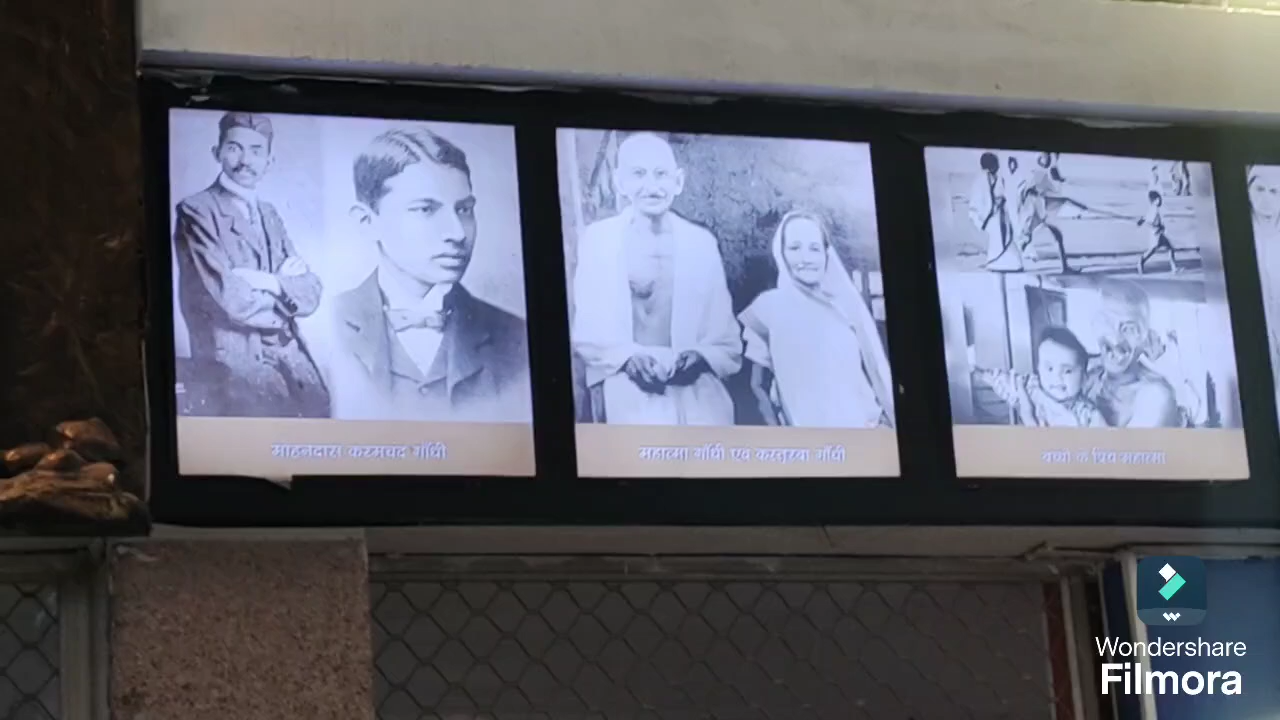 मोहनदास करमचंद गाँधी
महात्मा गाँधी एवं कस्तुरबा गाँधी
बच्चों के प्रिय महात्मा
Wondershare
Filmora